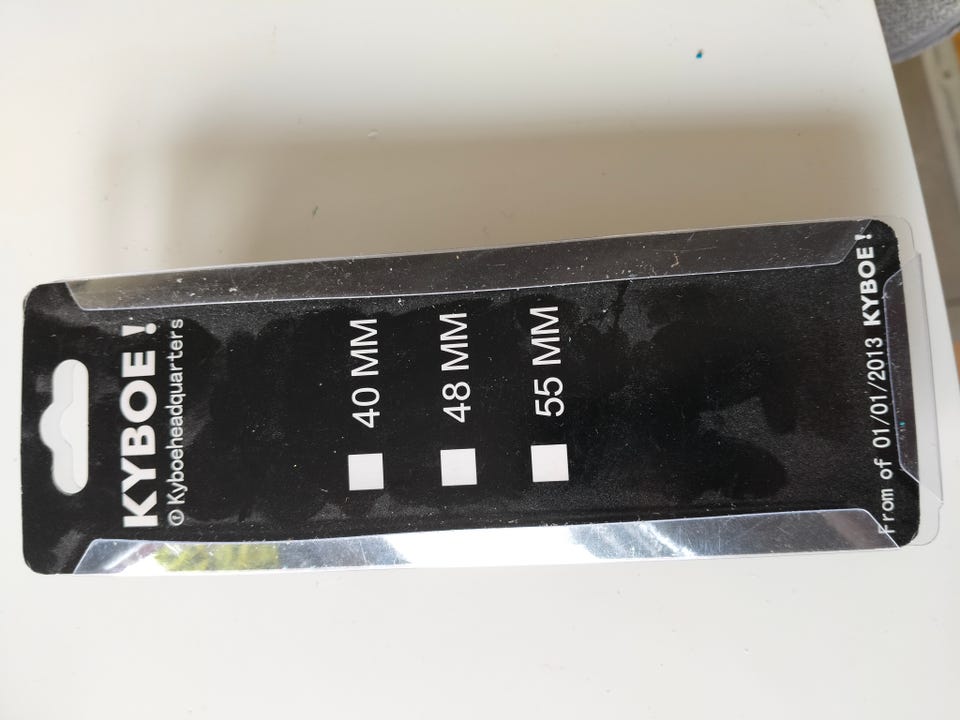 KYBOE!
Kyboeheadquarters
40 MM
48 MM
55 MM
From of 01/01/2013 KYBOE!